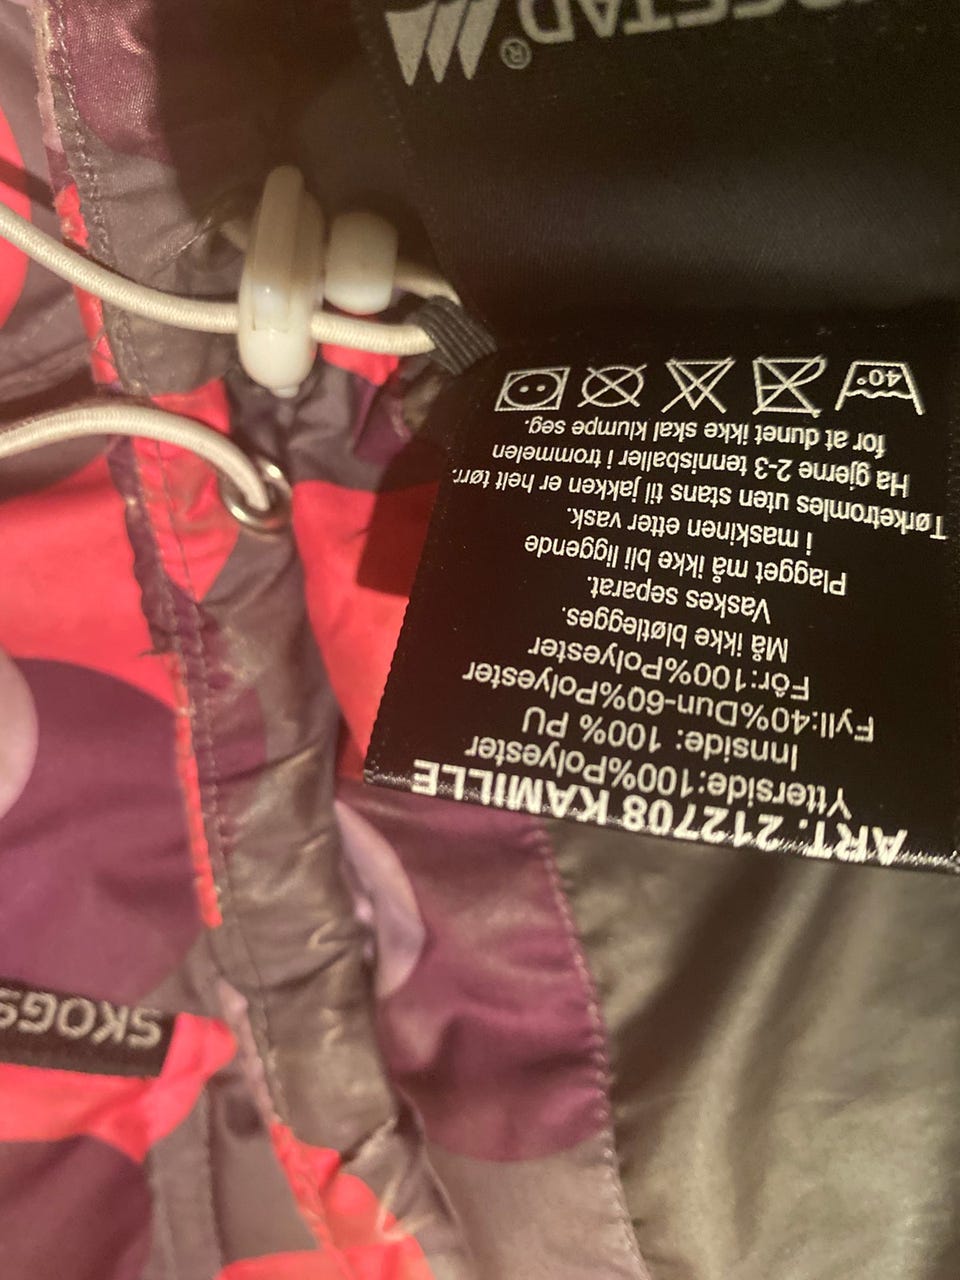 ART. 212708 KAMILLE
Ytterside:100%Polyester
Innside: 100% PU
Fyll:40%Dun-60%Polyester
Fôr:100%Polyester
Må ikke bløtlegges.
Vaskes separat.
Plagget må ikke bli liggende
i maskinen etter vask.
Tørketromles uten stans til jakken er helt tørr.
Ha gjerne 2-3 tennisballer i trommelen
for at dunet ikke skal klumpe seg.
40°
®
SKOGS